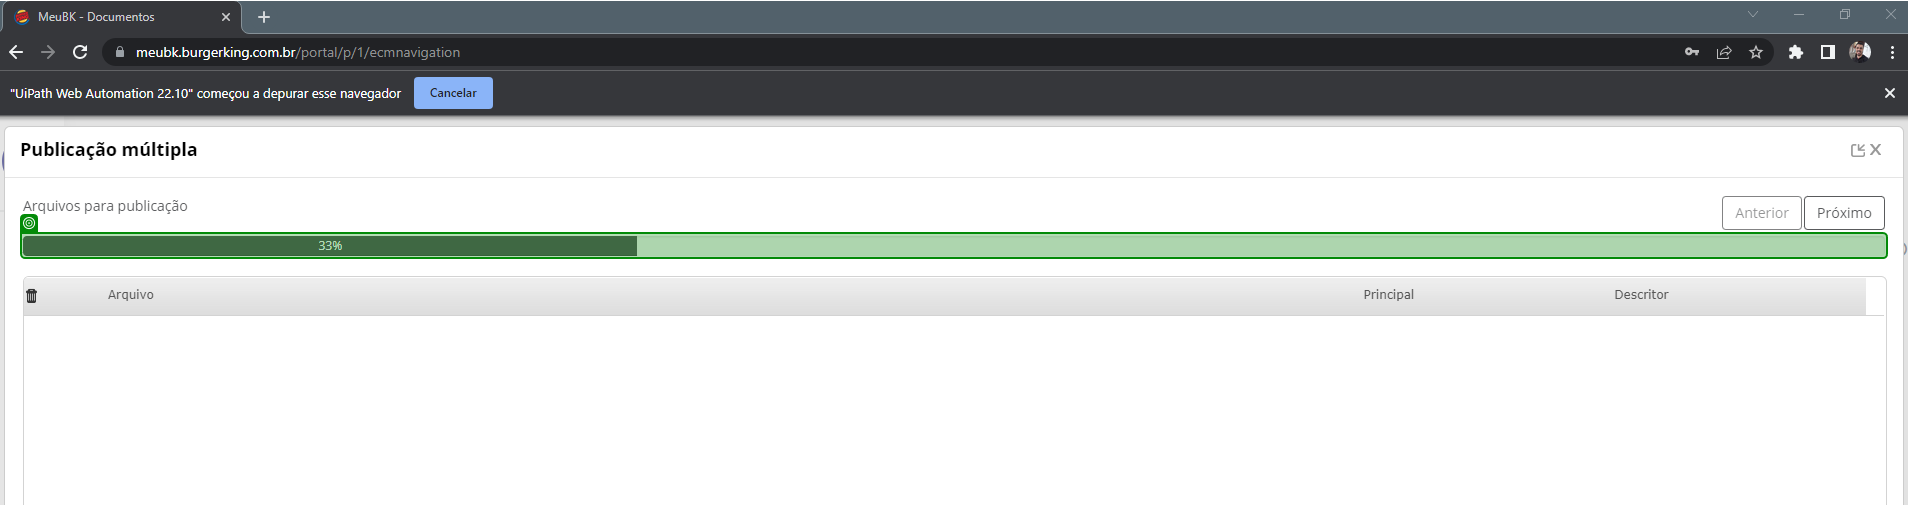 MeuBK - Documentos
meubk.burgerking.com.br/portal/p/1/ecmnavigation
"UiPath Web Automation 22.10" começou a depurar esse navegador Cancelar
Publicação múltipla
Arquivos para publicação
Anterior Próximo
33%
Arquivo Principal Descritor